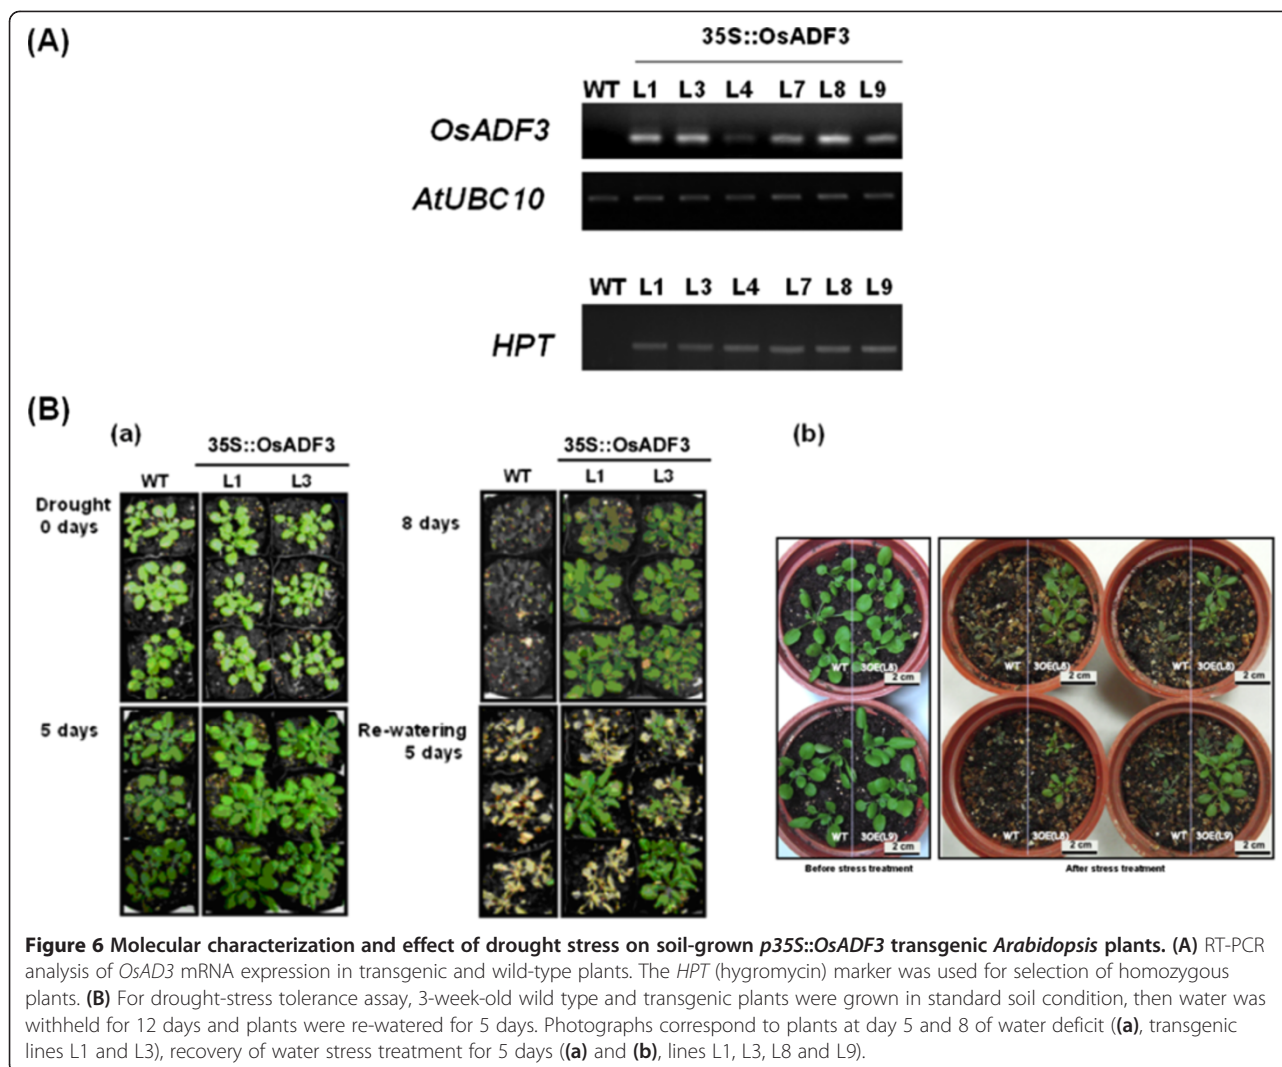 (A)
35S::OsADF3
WT L1 L3 L4 L7 L8 L9
OsADF3
AtUBC10
WT L1 L3 L4 L7 L8 L9
HPT
(B)
(a)
35S::OsADF3
WT L1 L3
Drought
0 days
5 days
35S::OsADF3
WT L1 L3
8 days
Re-watering
5 days
(b)
WT 3OE(L8)
2 cm
WT 3OE(L9)
2 cm
Before stress treatment
WT 3OE(L8)
2 cm
WT 3OE(L8)
2 cm
WT 3OE(L8)
2 cm
WT 3OE(L9)
2 cm
After stress treatment
Figure 6 Molecular characterization and effect of drought stress on soil-grown p35S::OsADF3 transgenic Arabidopsis plants. (A) RT-PCR
analysis of OsAD3 mRNA expression in transgenic and wild-type plants. The HPT (hygromycin) marker was used for selection of homozygous
plants. (B) For drought-stress tolerance assay, 3-week-old wild type and transgenic plants were grown in standard soil condition, then water was
withheld for 12 days and plants were re-watered for 5 days. Photographs correspond to plants at day 5 and 8 of water deficit ((a), transgenic
lines L1 and L3), recovery of water stress treatment for 5 days ((a) and (b), lines L1, L3, L8 and L9).